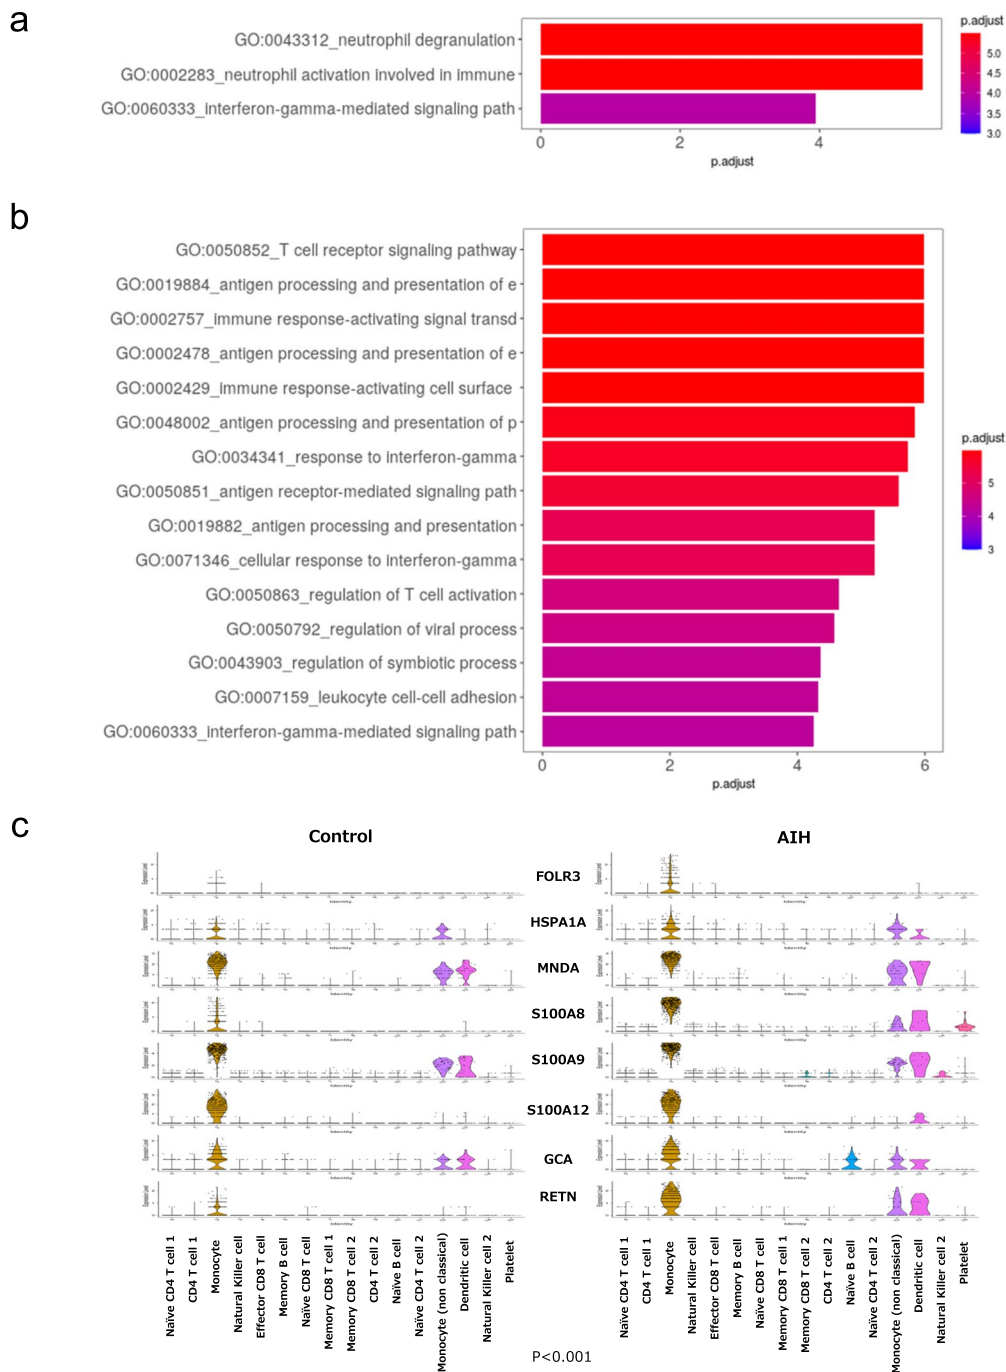 a
GO:0043312_neutrophil degranulation
GO:0002283_neutrophil activation involved in immune
GO:0060333_interferon-gamma-mediated signaling path
0 2 4
p.adjust
p.adjust
5.0
4.5
4.0
3.5
3.0
b
GO:0050852_T cell receptor signaling pathway
GO:0019884_antigen processing and presentation of e
GO:0002757_immune response-activating signal transd
GO:0002478_antigen processing and presentation of e
GO:0002429_immune response-activating cell surface
GO:0048002_antigen processing and presentation of p
GO:0034341_response to interferon-gamma
GO:0050851_antigen receptor-mediated signaling path
GO:0019882_antigen processing and presentation
GO:0071346_cellular response to interferon-gamma
GO:0050863_regulation of T cell activation
GO:0050792_regulation of viral process
GO:0043903_regulation of symbiotic process
GO:0007159_leukocyte cell-cell adhesion
GO:0060333_interferon-gamma-mediated signaling path
0 2 4 6
p.adjust
p.adjust
5
4
3
c
Control
AIH
FOLR3
HSPA1A
MNDA
S100A8
S100A9
S100A12
GCA
RETN
Naïve CD4 T cell 1
CD4 T cell 1
Monocyte
Natural Killer cell
Effector CD8 T cell
Memory B cell
Naïve CD8 T cell
Memory CD8 T cell 1
Memory CD8 T cell 2
CD4 T cell 2
Naïve B cell
Naïve CD4 T cell 2
Monocyte (non classical)
Dendritic cell
Natural Killer cell 2
Platelet
Naïve CD4 T cell 1
CD4 T cell 1
Monocyte
Natural Killer cell
Effector CD8 T cell
Memory B cell
Naïve CD8 T cell
Memory CD8 T cell 1
Memory CD8 T cell 2
CD4 T cell 2
Naïve B cell
Naïve CD4 T cell 2
Monocyte (non classical)
Dendritic cell
Natural Killer cell 2
Platelet
P<0.001